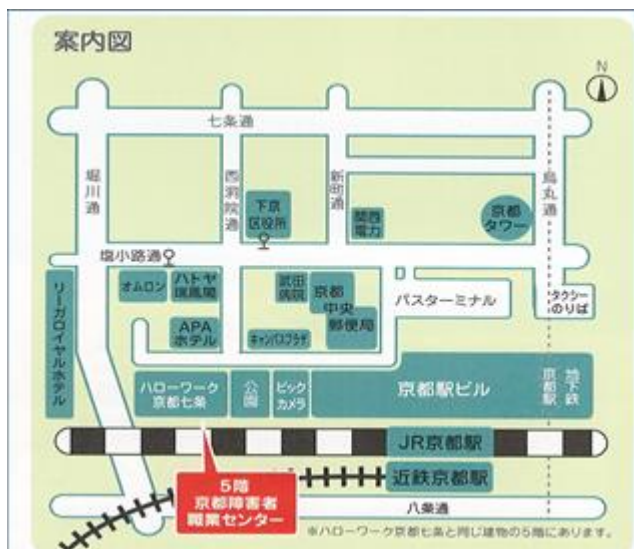 案内図
N
七条通
堀川通
西洞院通
新町通
烏丸通
下京
区役所
関西
電力
京都
タワー
塩小路通
オムロン
ハトヤ
瑞鳳閣
武田
病院
京都
中央
郵便局
バスターミナル
タクシー
のりば
リーガロイヤルホテル
APA
ホテル
キャンパスプラザ
ハローワーク
京都七条
公園
ビック
カメラ
京都駅ビル
地下鉄
京都駅
JR京都駅
近鉄京都駅
5階
京都障害者
職業センター
八条通
※ハローワーク京都七条と同じ建物の5階にあります。